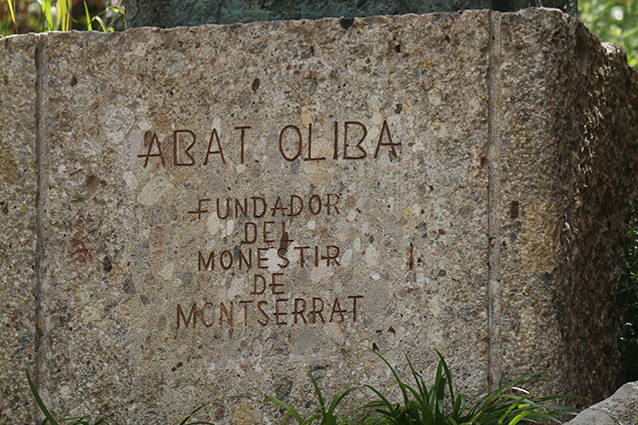 ABAT OLIBA
FUNDADOR
DEL
MONESTIR
DE
MONTSERRAT